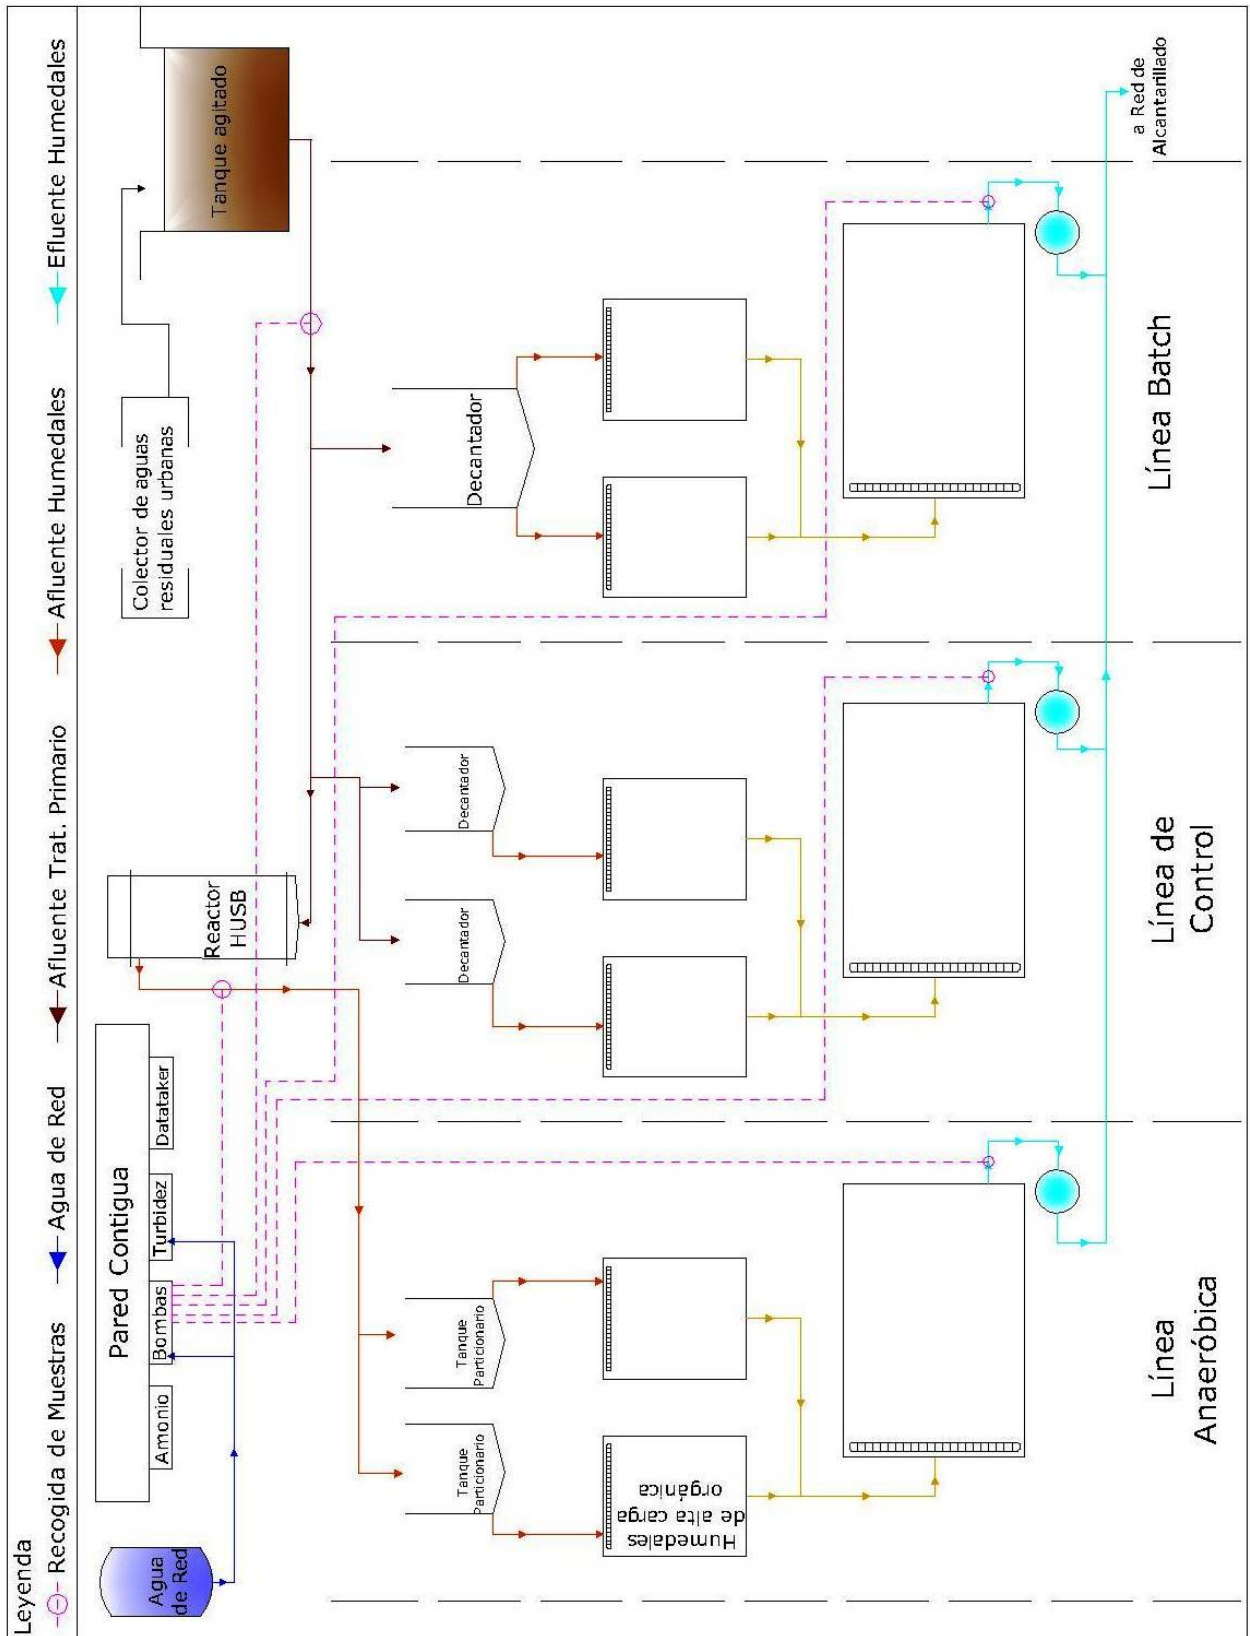 Leyenda
Recogida de Muestras
Agua de Red
Afluente Trat. Primario
Afluente Humedales
Efluente Humedales
Agua
de Red
Pared Contigua
Amonio
Bombas
Turbidez
Datataker
Reactor
HUSB
Colector de aguas
residuales urbanas
Tanque agitado
Tanque
Particionario
Tanque
Particionario
Decantador
Decantador
Decantador
Humedales
de alta carga
orgánica
Línea
Anaeróbica
Línea de
Control
Línea Batch
a Red de
Alcantarillado